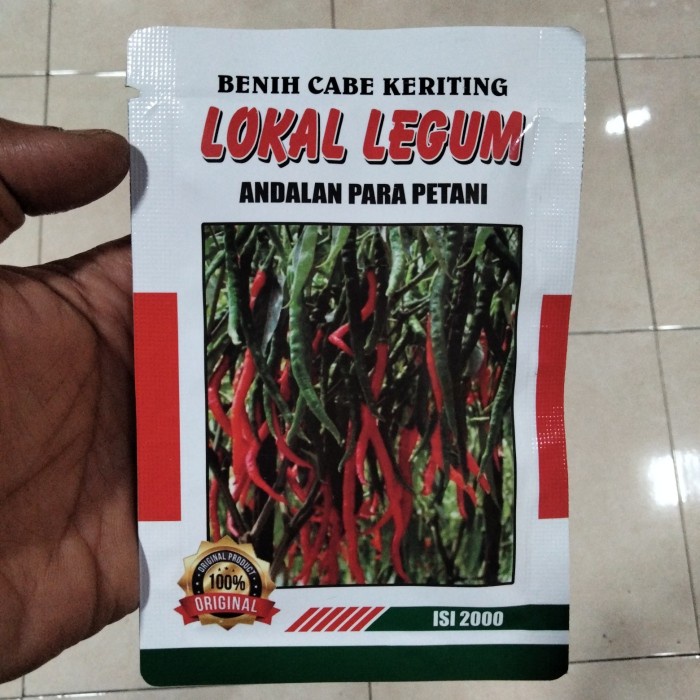 BENIH CABE KERITING
LOKAL LEGUM
ANDALAN PARA PETANI
ORIGINAL PRODUCT
100%
ORIGINAL
ISI 2000